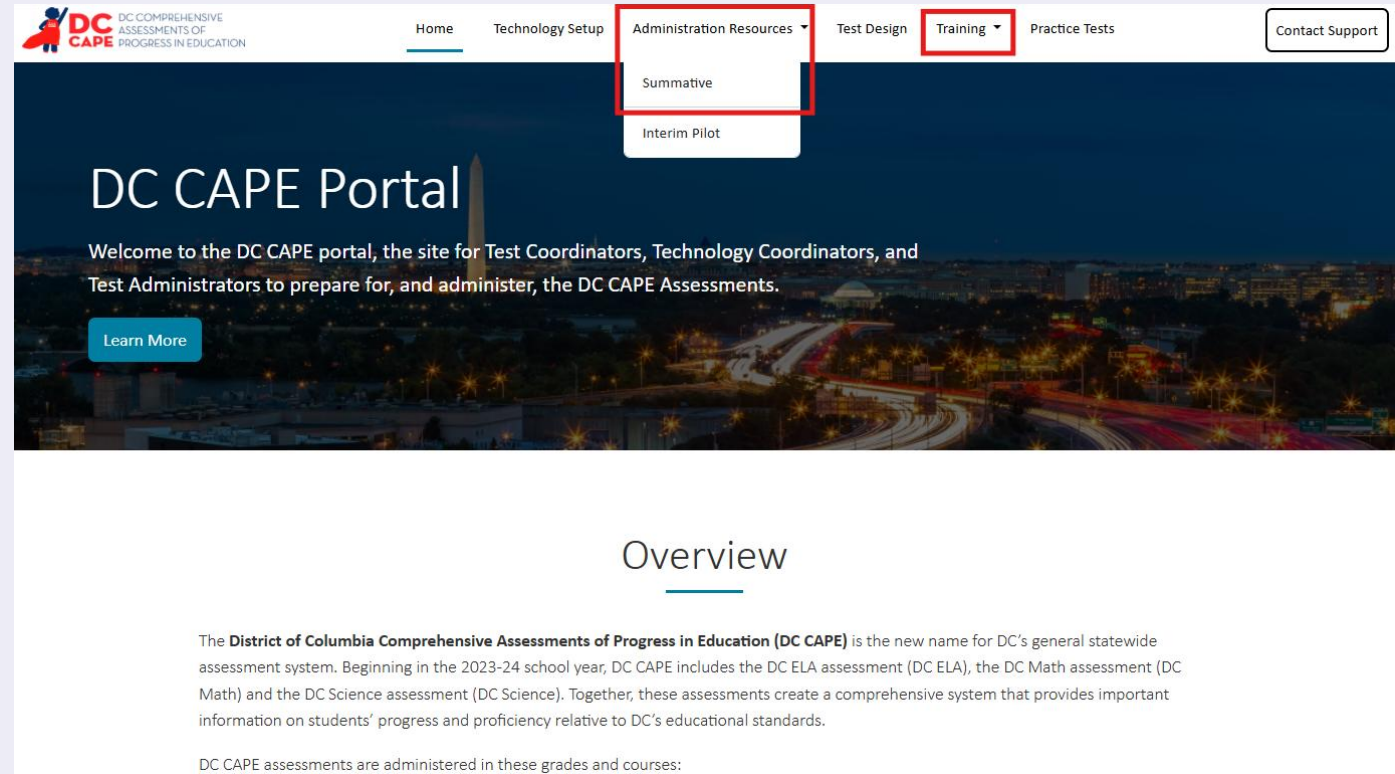 DC CAPE
DC COMPREHENSIVE
ASSESSMENTS OF
PROGRESS IN EDUCATION
Home Technology Setup Administration Resources Test Design Training Practice Tests Contact Support
Summative
Interim Pilot
DC CAPE Portal
Welcome to the DC CAPE portal, the site for Test Coordinators, Technology Coordinators, and
Test Administrators to prepare for, and administer, the DC CAPE Assessments.
Learn More
Overview
The District of Columbia Comprehensive Assessments of Progress in Education (DC CAPE) is the new name for DC's general statewide
assessment system. Beginning in the 2023-24 school year, DC CAPE includes the DC ELA assessment (DC ELA), the DC Math assessment (DC
Math) and the DC Science assessment (DC Science). Together, these assessments create a comprehensive system that provides important
information on students' progress and proficiency relative to DC's educational standards.
DC CAPE assessments are administered in these grades and courses: